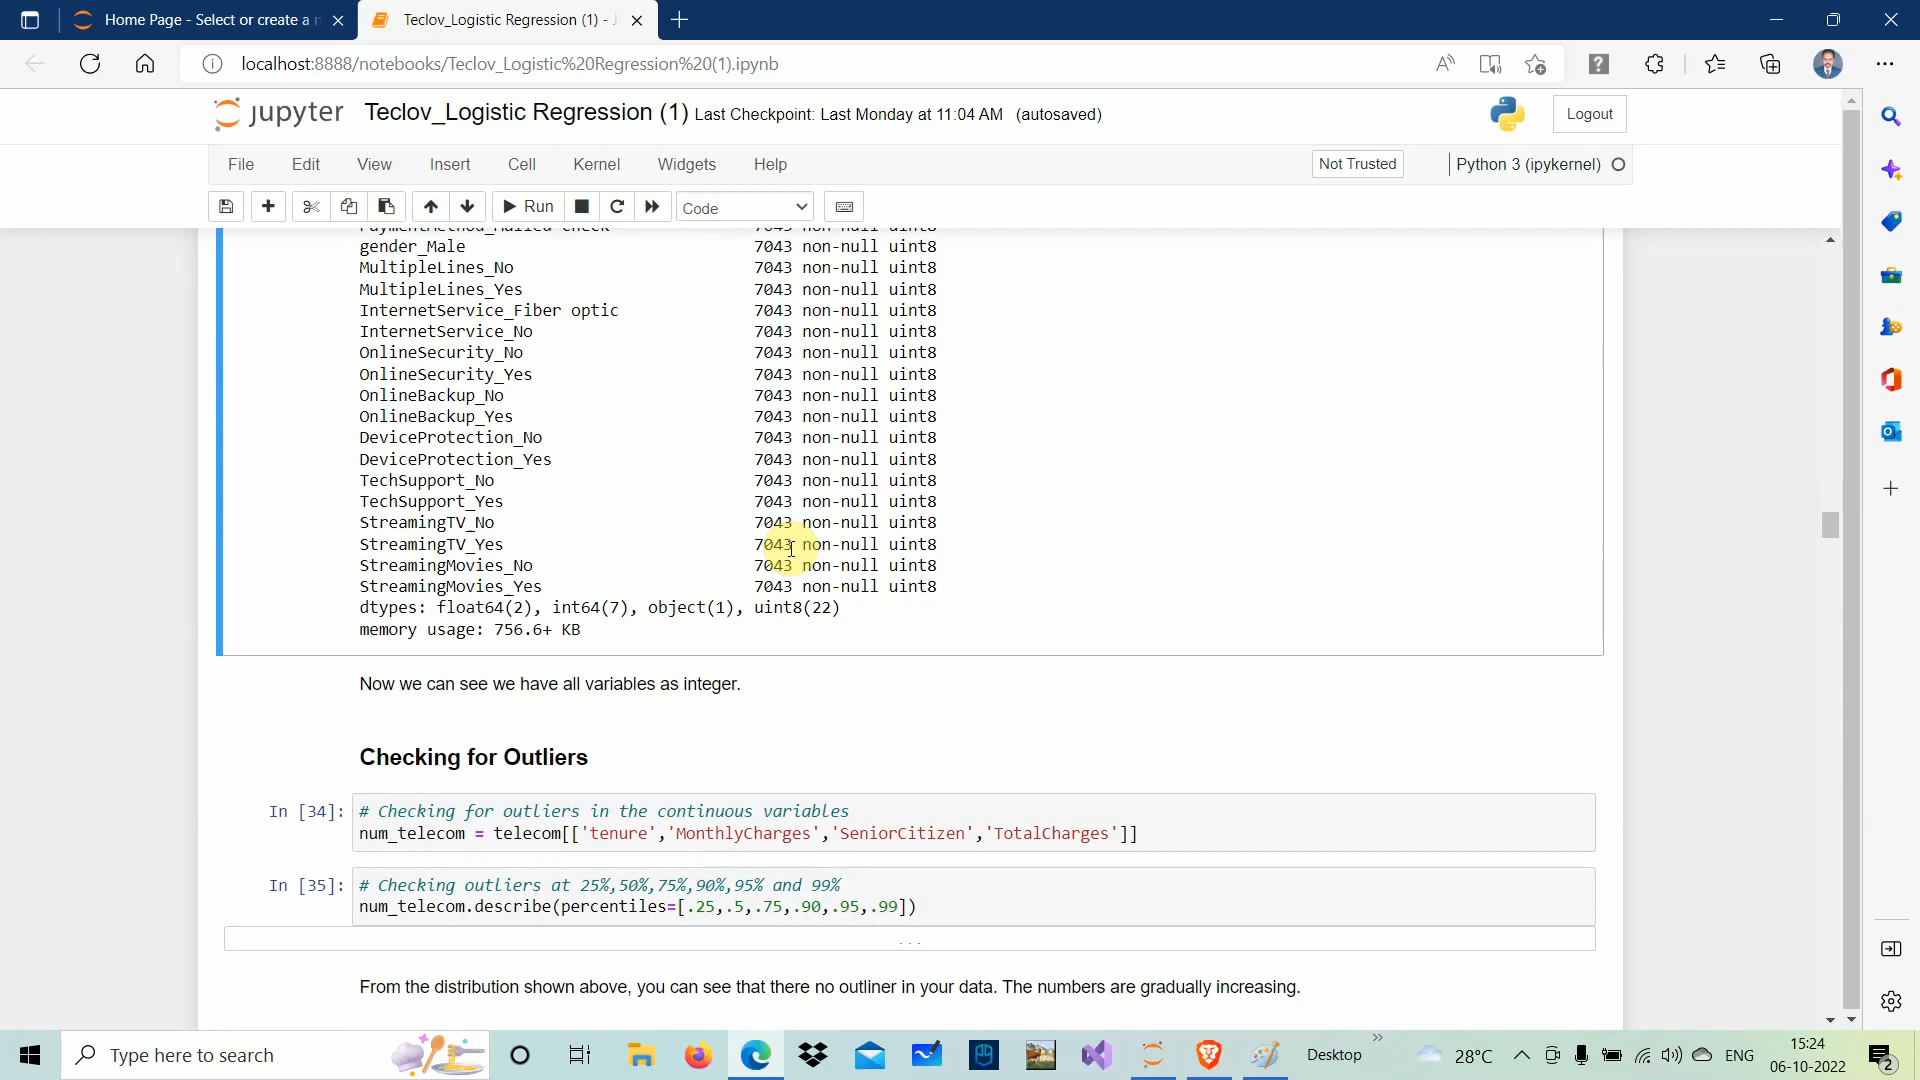 Home Page - Select or create a n
Teclov_Logistic Regression (1) - J
localhost:8888/notebooks/Teclov_Logistic%20Regression%20(1).ipynb
jupyter Teclov_Logistic Regression (1) Last Checkpoint: Last Monday at 11:04 AM (autosaved)
Logout
File Edit View Insert Cell Kernel Widgets Help
Not Trusted
Python 3 (ipykernel)
Run
Code
gender_Male 7043 non-null uint8
MultipleLines_No 7043 non-null uint8
MultipleLines_Yes 7043 non-null uint8
InternetService_Fiber optic 7043 non-null uint8
InternetService_No 7043 non-null uint8
OnlineSecurity_No 7043 non-null uint8
OnlineSecurity_Yes 7043 non-null uint8
OnlineBackup_No 7043 non-null uint8
OnlineBackup_Yes 7043 non-null uint8
DeviceProtection_No 7043 non-null uint8
DeviceProtection_Yes 7043 non-null uint8
TechSupport_No 7043 non-null uint8
TechSupport_Yes 7043 non-null uint8
StreamingTV_No 7043 non-null uint8
StreamingTV_Yes 7043 non-null uint8
StreamingMovies_No 7043 non-null uint8
StreamingMovies_Yes 7043 non-null uint8
dtypes: float64(2), int64(7), object(1), uint8(22)
memory usage: 756.6+ KB
Now we can see we have all variables as integer.
Checking for Outliers
In [34]: # Checking for outliers in the continuous variables
num_telecom = telecom[['tenure','MonthlyCharges','SeniorCitizen','TotalCharges']]
In [35]: # Checking outliers at 25%,50%,75%,90%,95% and 99%
num_telecom.describe(percentiles=[.25,.5,.75,.90,.95,.99])
...
From the distribution shown above, you can see that there no outliner in your data. The numbers are gradually increasing.
Type here to search
Desktop
28°C
ENG
15:24
06-10-2022
2